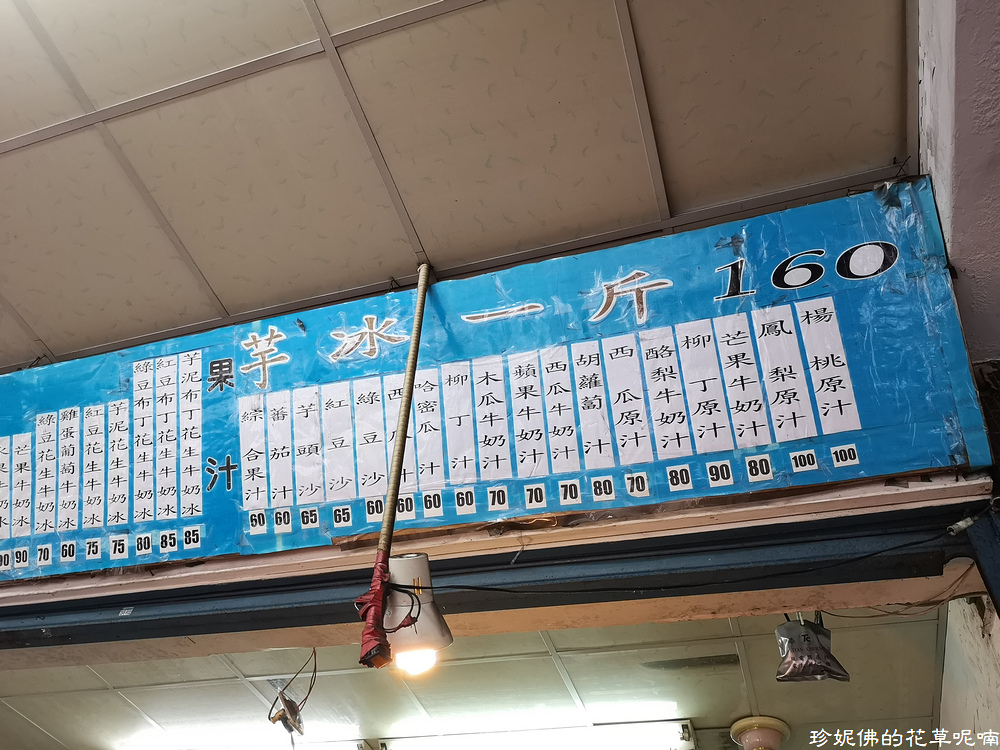 芋冰一斤160
芒果牛奶冰 90
綠豆花生牛奶冰 70
雞蛋葡萄牛奶冰 60
紅豆花生牛奶冰 75
芋泥花生牛奶冰 75
綠豆布丁花生牛奶冰 80
紅豆布丁花生牛奶冰 85
芋泥布丁花生牛奶冰 85
果汁
綜合果汁 60
蕃茄汁 60
芋頭沙 65
紅豆沙 65
綠豆沙 60
西瓜汁 60
哈密瓜汁 60
柳丁汁 60
木瓜牛奶汁 70
蘋果牛奶汁 70
西瓜牛奶汁 70
胡蘿蔔汁 80
西瓜原汁 70
酪梨牛奶汁 80
柳丁原汁 90
芒果牛奶汁 80
鳳梨原汁 100
楊桃原汁 100
珍妮佛的花草呢喃